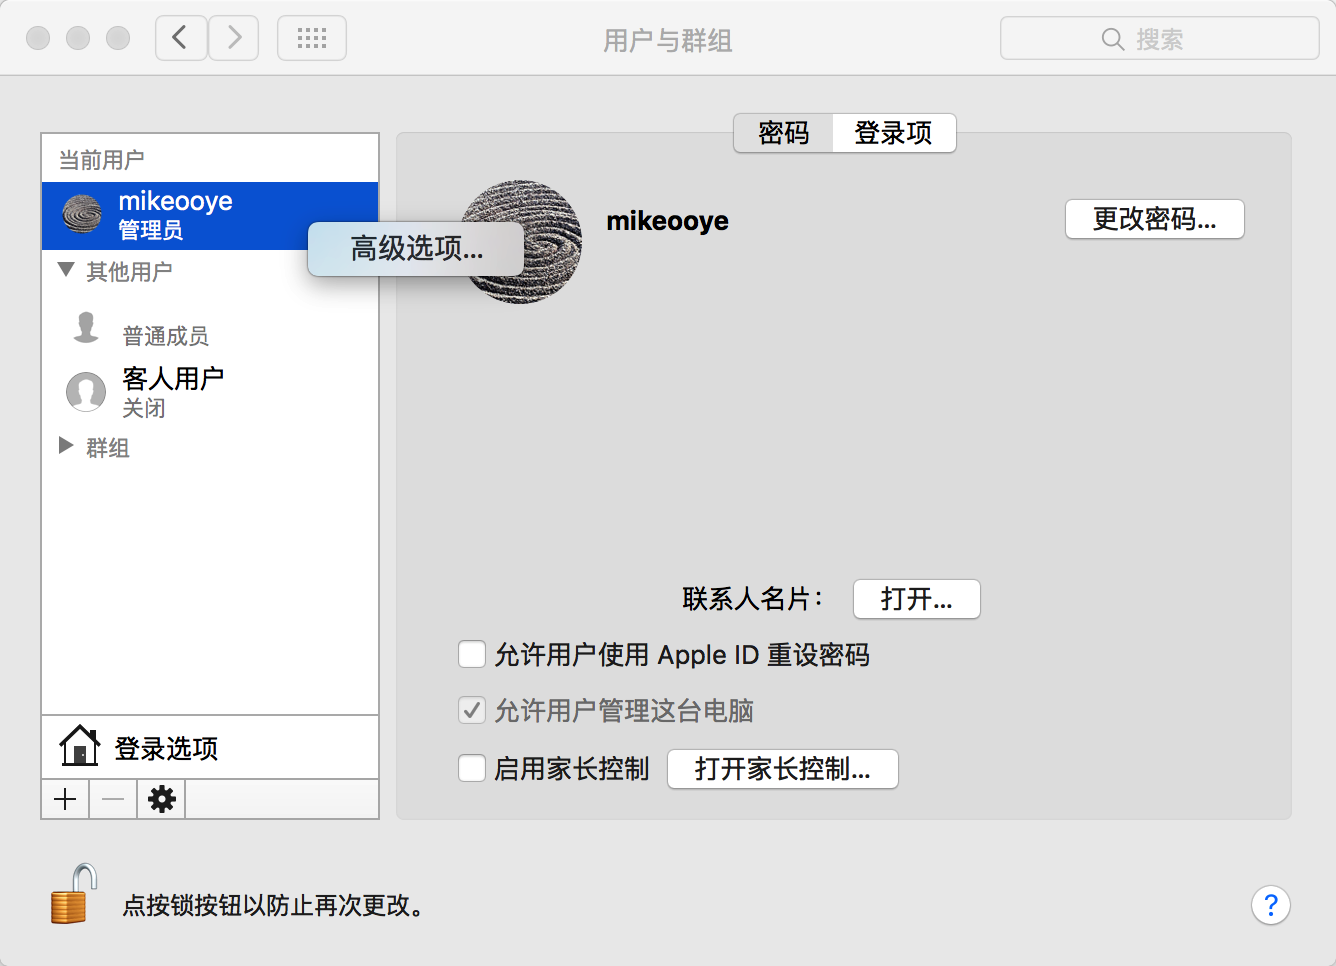 用户与群组
搜索
当前用户
mikeooye
管理员
高级选项...
其他用户
普通成员
客人用户
关闭
群组
登录选项
密码
登录项
mikeooye
更改密码...
联系人名片：
打开...
允许用户使用 Apple ID 重设密码
允许用户管理这台电脑
启用家长控制
打开家长控制...
点按锁按钮以防止再次更改。
?